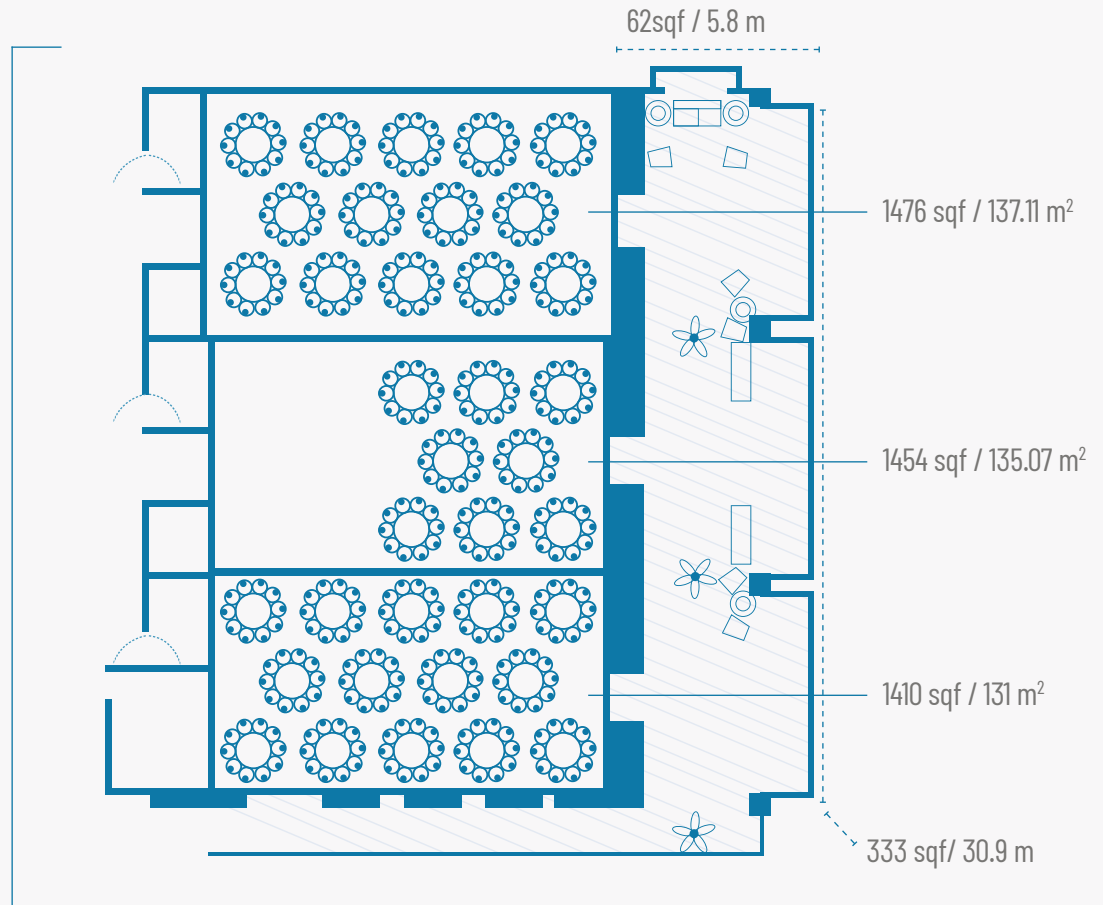 62sqf / 5.8 m
1476 sqf / 137.11 m²
1454 sqf / 135.07 m²
1410 sqf / 131 m²
333 sqf/ 30.9 m